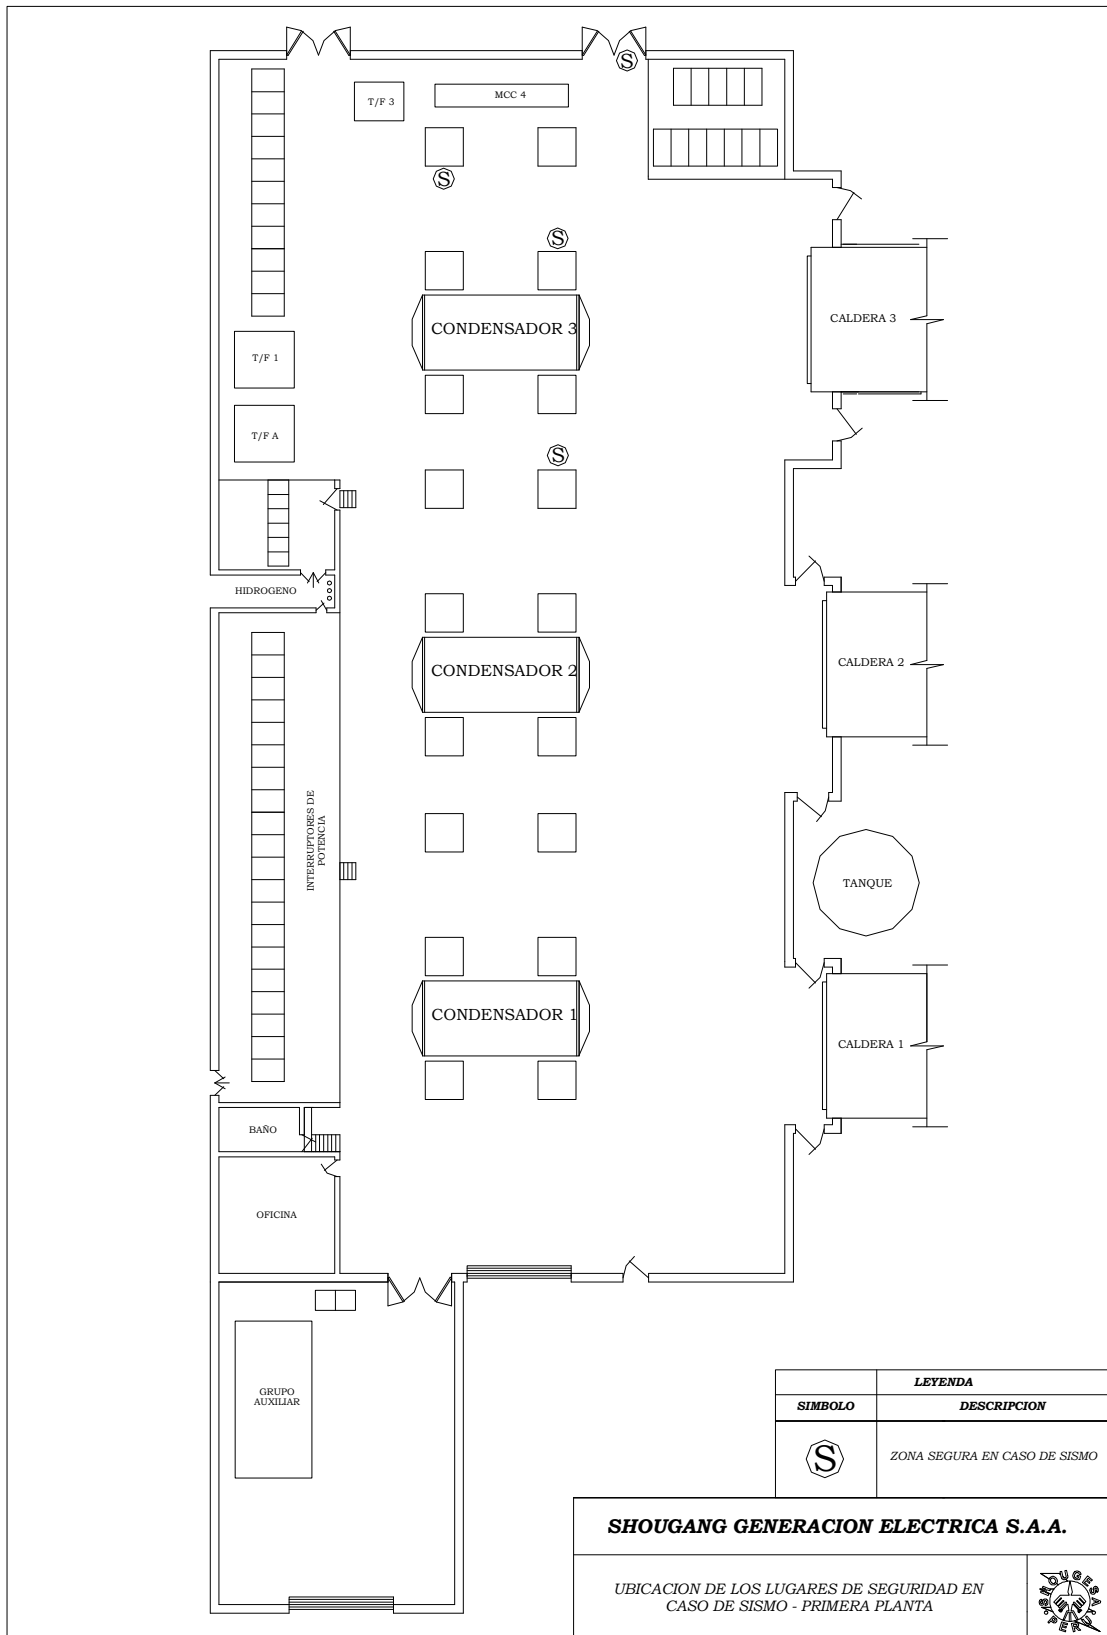 S
T/F 3
MCC 4
S
S
CONDENSADOR 3
CALDERA 3
T/F 1
T/F A
S
HIDROGENO
CONDENSADOR 2
CALDERA 2
INTERRUPTORES DE
POTENCIA
TANQUE
CONDENSADOR 1
CALDERA 1
BAÑO
OFICINA
GRUPO
AUXILIAR
LEYENDA
SIMBOLO DESCRIPCION
S ZONA SEGURA EN CASO DE SISMO
SHOUGANG GENERACION ELECTRICA S.A.A.
UBICACION DE LOS LUGARES DE SEGURIDAD EN
CASO DE SISMO - PRIMERA PLANTA
SHOUGESA
PERU